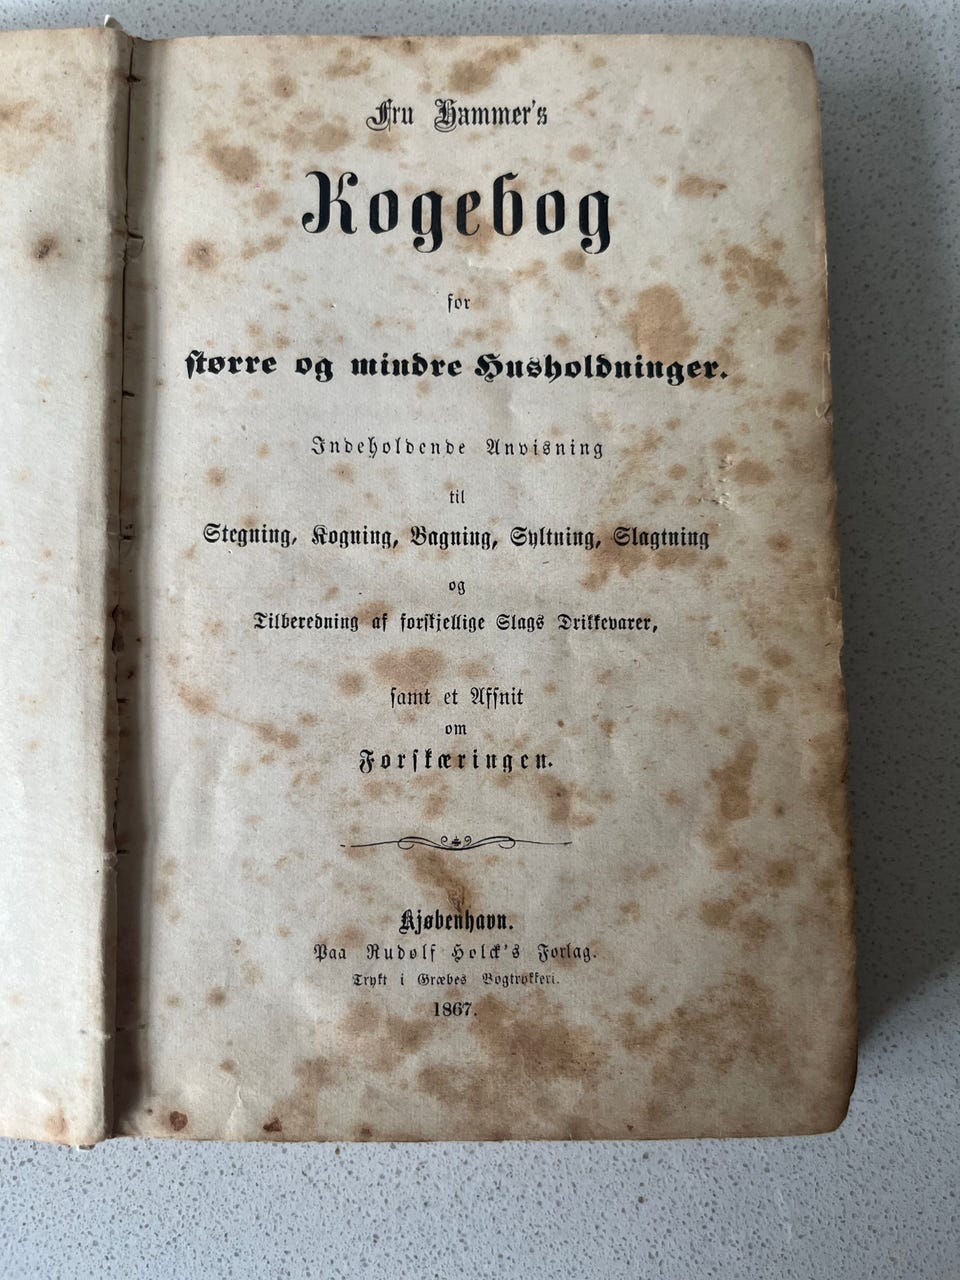 Fru Hammer's
Kogebog
for
større og mindre Husholdninger.
Indeholdende Anvisning
til
Stegning, Kogning, Bagning, Syltning, Slagtning
og
Tilberedning af forskjellige Slags Drikkevarer,
samt et Afsnit
om
Forskæringen.
Kjøbenhavn.
Paa Rudolf Holck's Forlag.
Trykt i Græbes Bogtrykkeri.
1867.